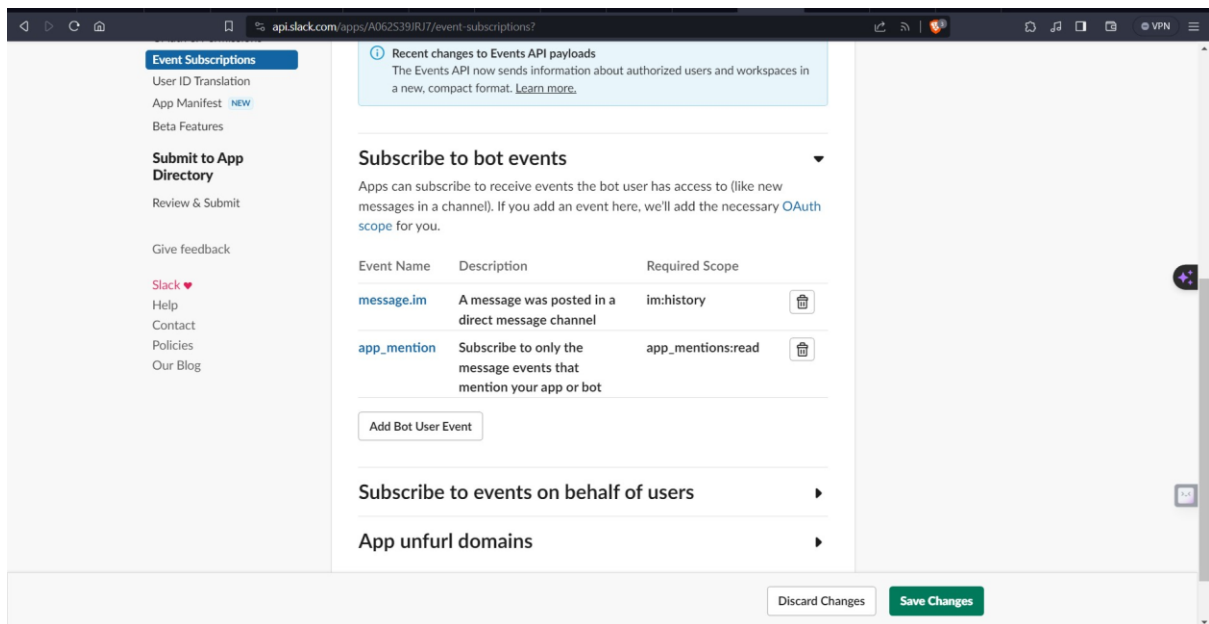 api.slack.com/apps/A062S39JRJ7/event-subscriptions?
VPN
Event Subscriptions
User ID Translation
App Manifest NEW
Beta Features
Submit to App
Directory
Review & Submit
Give feedback
Slack ♥
Help
Contact
Policies
Our Blog
Recent changes to Events API payloads
The Events API now sends information about authorized users and workspaces in
a new, compact format. Learn more.
Subscribe to bot events
Apps can subscribe to receive events the bot user has access to (like new
messages in a channel). If you add an event here, we'll add the necessary OAuth
scope for you.
Event Name Description Required Scope
message.im A message was posted in a im:history
direct message channel
app_mention Subscribe to only the app_mentions:read
message events that
mention your app or bot
Add Bot User Event
Subscribe to events on behalf of users
App unfurl domains
Discard Changes Save Changes